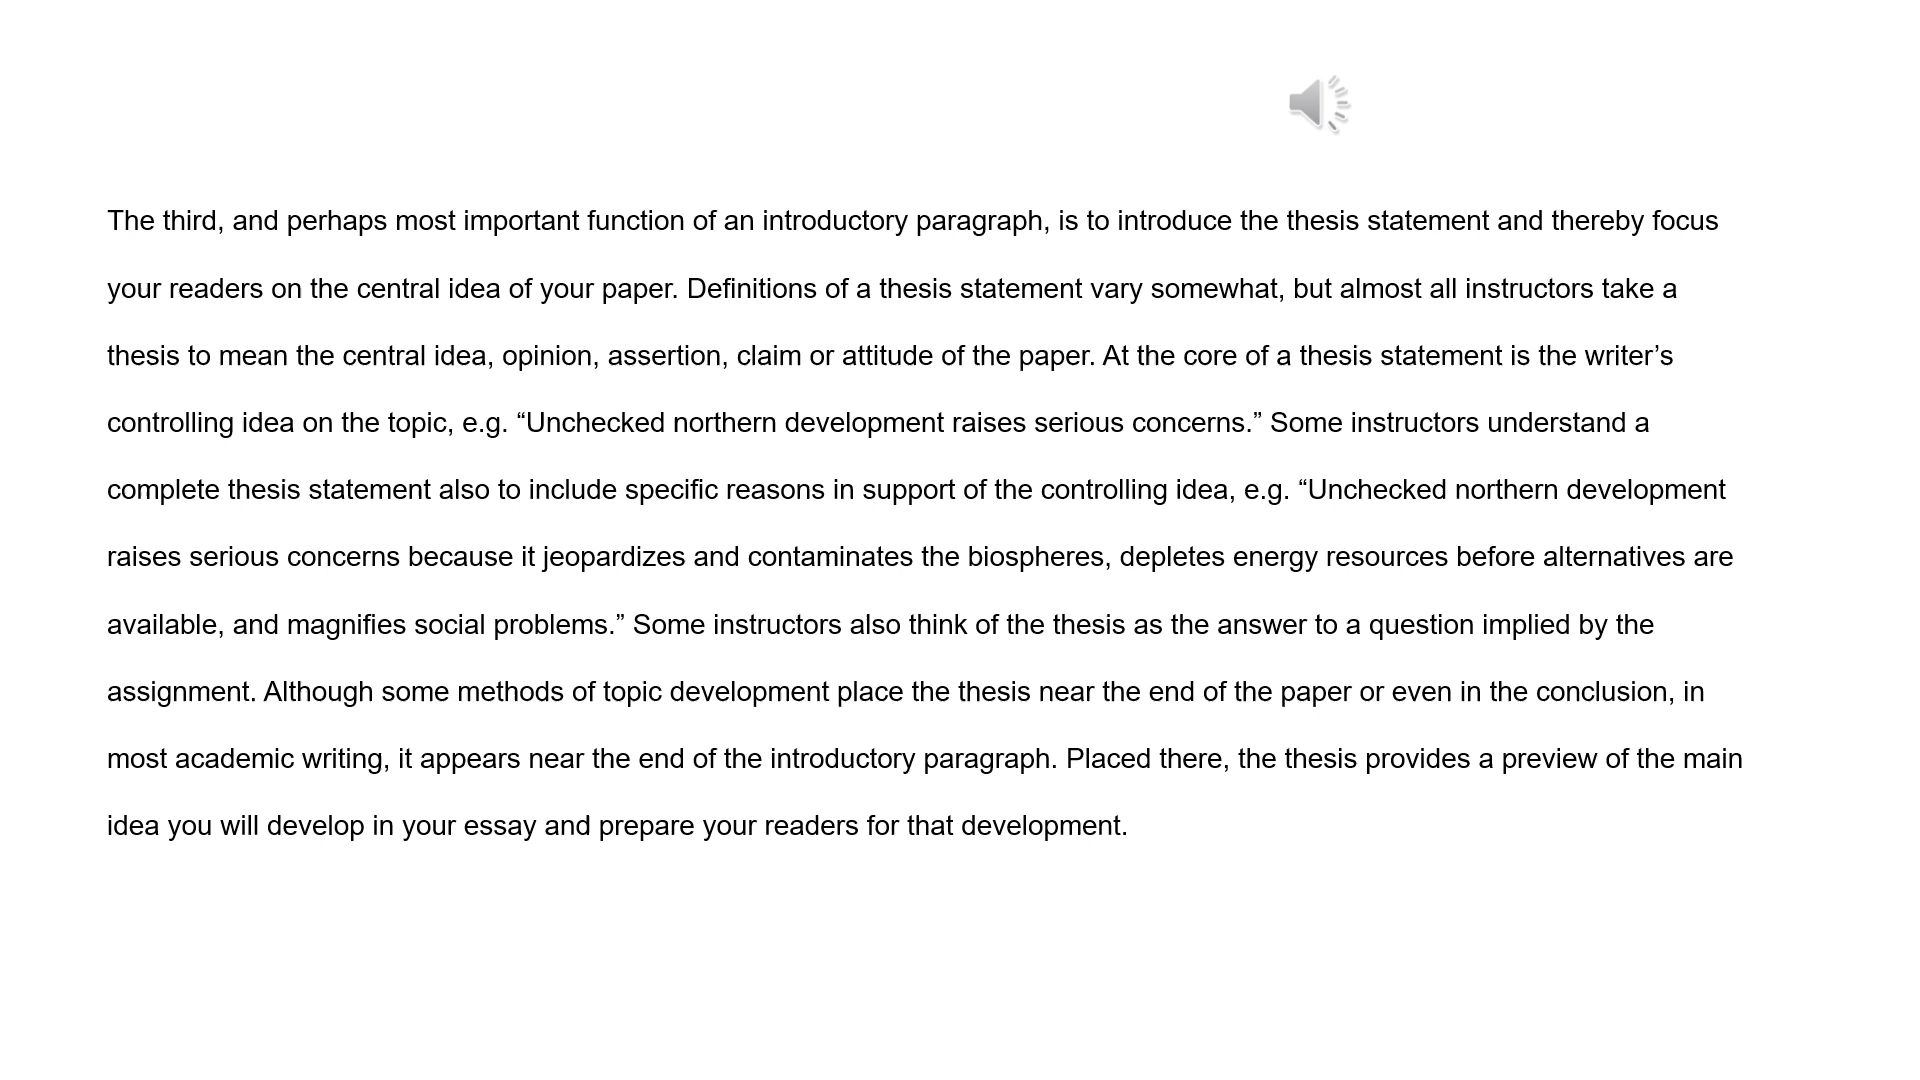 The third, and perhaps most important function of an introductory paragraph, is to introduce the thesis statement and thereby focus
your readers on the central idea of your paper. Definitions of a thesis statement vary somewhat, but almost all instructors take a
thesis to mean the central idea, opinion, assertion, claim or attitude of the paper. At the core of a thesis statement is the writer’s
controlling idea on the topic, e.g. “Unchecked northern development raises serious concerns.” Some instructors understand a
complete thesis statement also to include specific reasons in support of the controlling idea, e.g. “Unchecked northern development
raises serious concerns because it jeopardizes and contaminates the biospheres, depletes energy resources before alternatives are
available, and magnifies social problems.” Some instructors also think of the thesis as the answer to a question implied by the
assignment. Although some methods of topic development place the thesis near the end of the paper or even in the conclusion, in
most academic writing, it appears near the end of the introductory paragraph. Placed there, the thesis provides a preview of the main
idea you will develop in your essay and prepare your readers for that development.